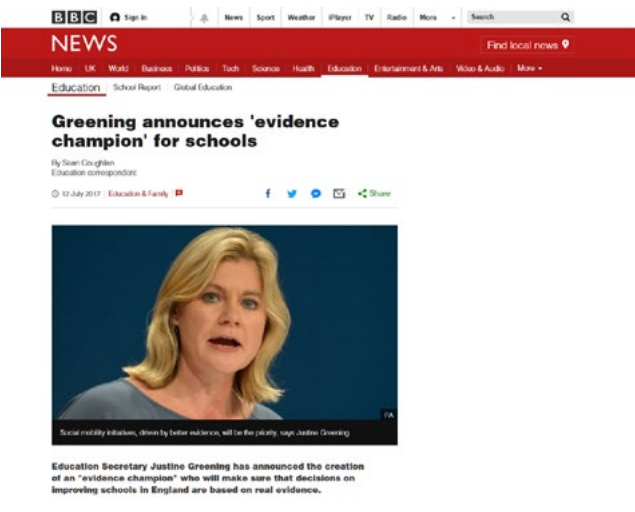 BBC Sign in News Sport Weather iPlayer TV Radio More Search
NEWS
Find local news
Home UK World Business Politics Tech Science Health Education Entertainment & Arts Video & Audio More
Education School Report Global Education
Greening announces 'evidence
champion' for schools
By Sean Coughlan
Education correspondent
12 July 2017 Education & Family Share
PA
Social mobility initiatives, driven by better evidence, will be the priority, says Justine Greening
Education Secretary Justine Greening has announced the creation
of an "evidence champion" who will make sure that decisions on
improving schools in England are based on real evidence.